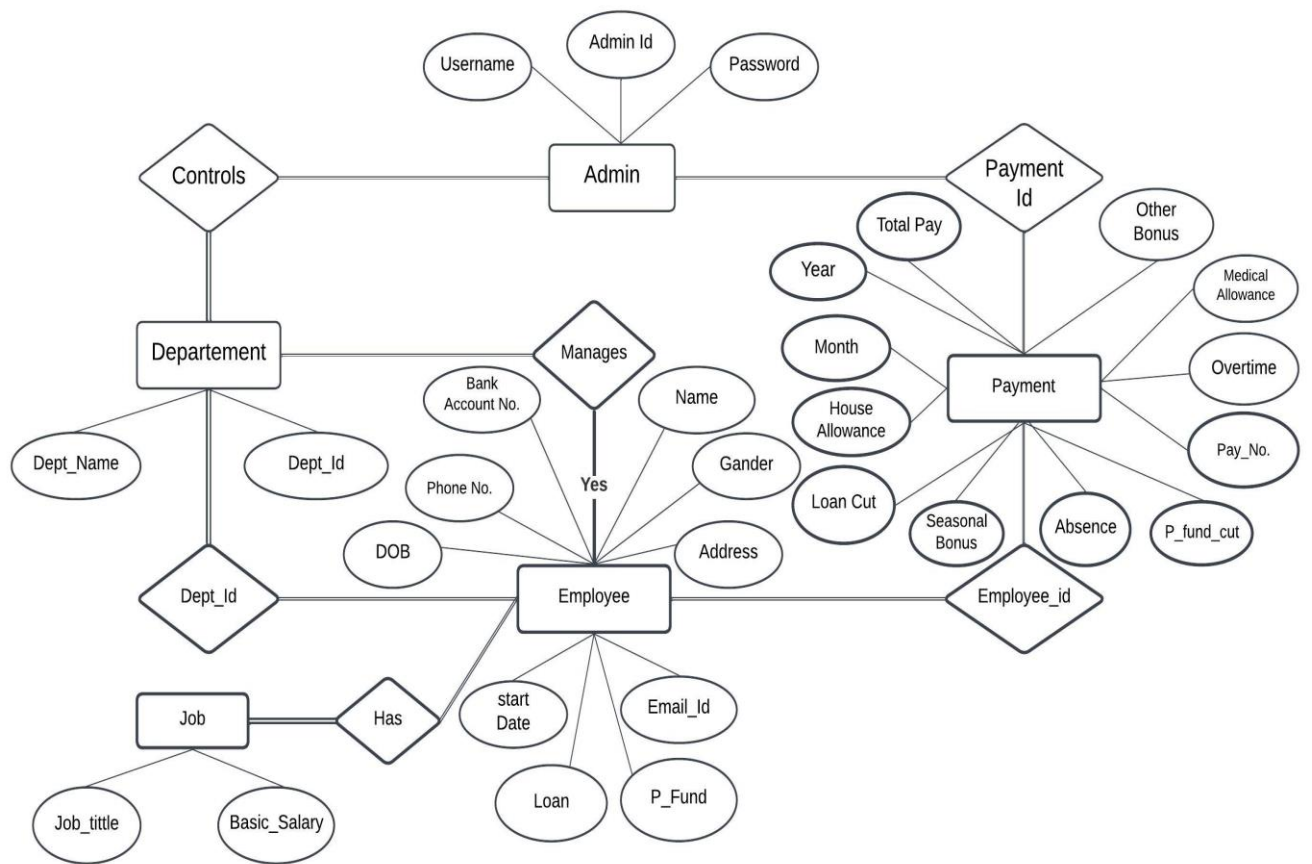 Admin Id
Username
Password
Controls
Admin
Payment
Id
Total Pay
Other
Bonus
Year
Medical
Allowance
Departement
Manages
Month
Payment
Overtime
Bank
Account No.
Name
House
Allowance
Dept_Name
Dept_Id
Gander
Pay_No.
Phone No.
Yes
Loan Cut
Seasonal
Bonus
Absence
P_fund_cut
DOB
Address
Dept_Id
Employee
Employee_id
Job
Has
start
Date
Email_Id
Job_tittle
Basic_Salary
Loan
P_Fund